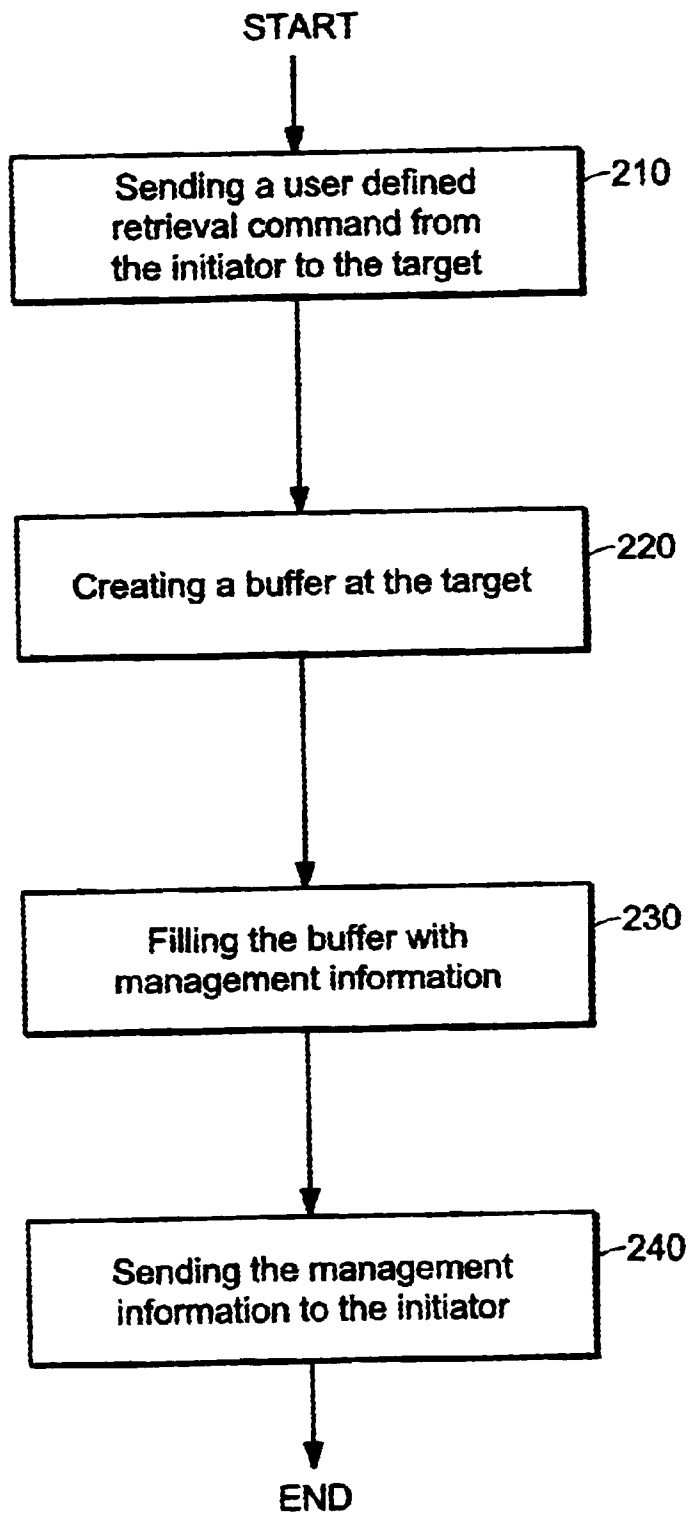 START
Sending a user defined
retrieval command from
the initiator to the target
210
Creating a buffer at the target
220
Filling the buffer with
management information
230
Sending the management
information to the initiator
240
END